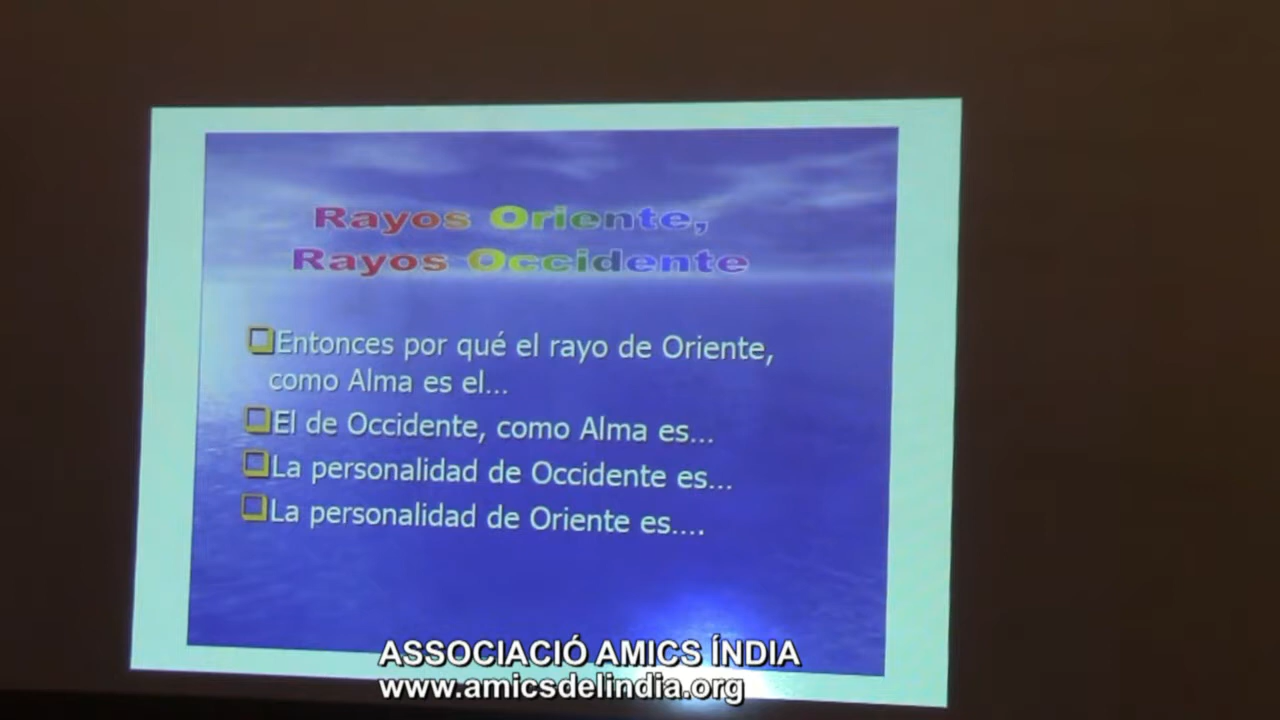 Rayos Oriente,
Rayos Occidente
Entonces por qué el rayo de Oriente,
como Alma es el...
El de Occidente, como Alma es...
La personalidad de Occidente es...
La personalidad de Oriente es....
ASSOCIACIÓ AMICS ÍNDIA
www.amicsdelindia.org